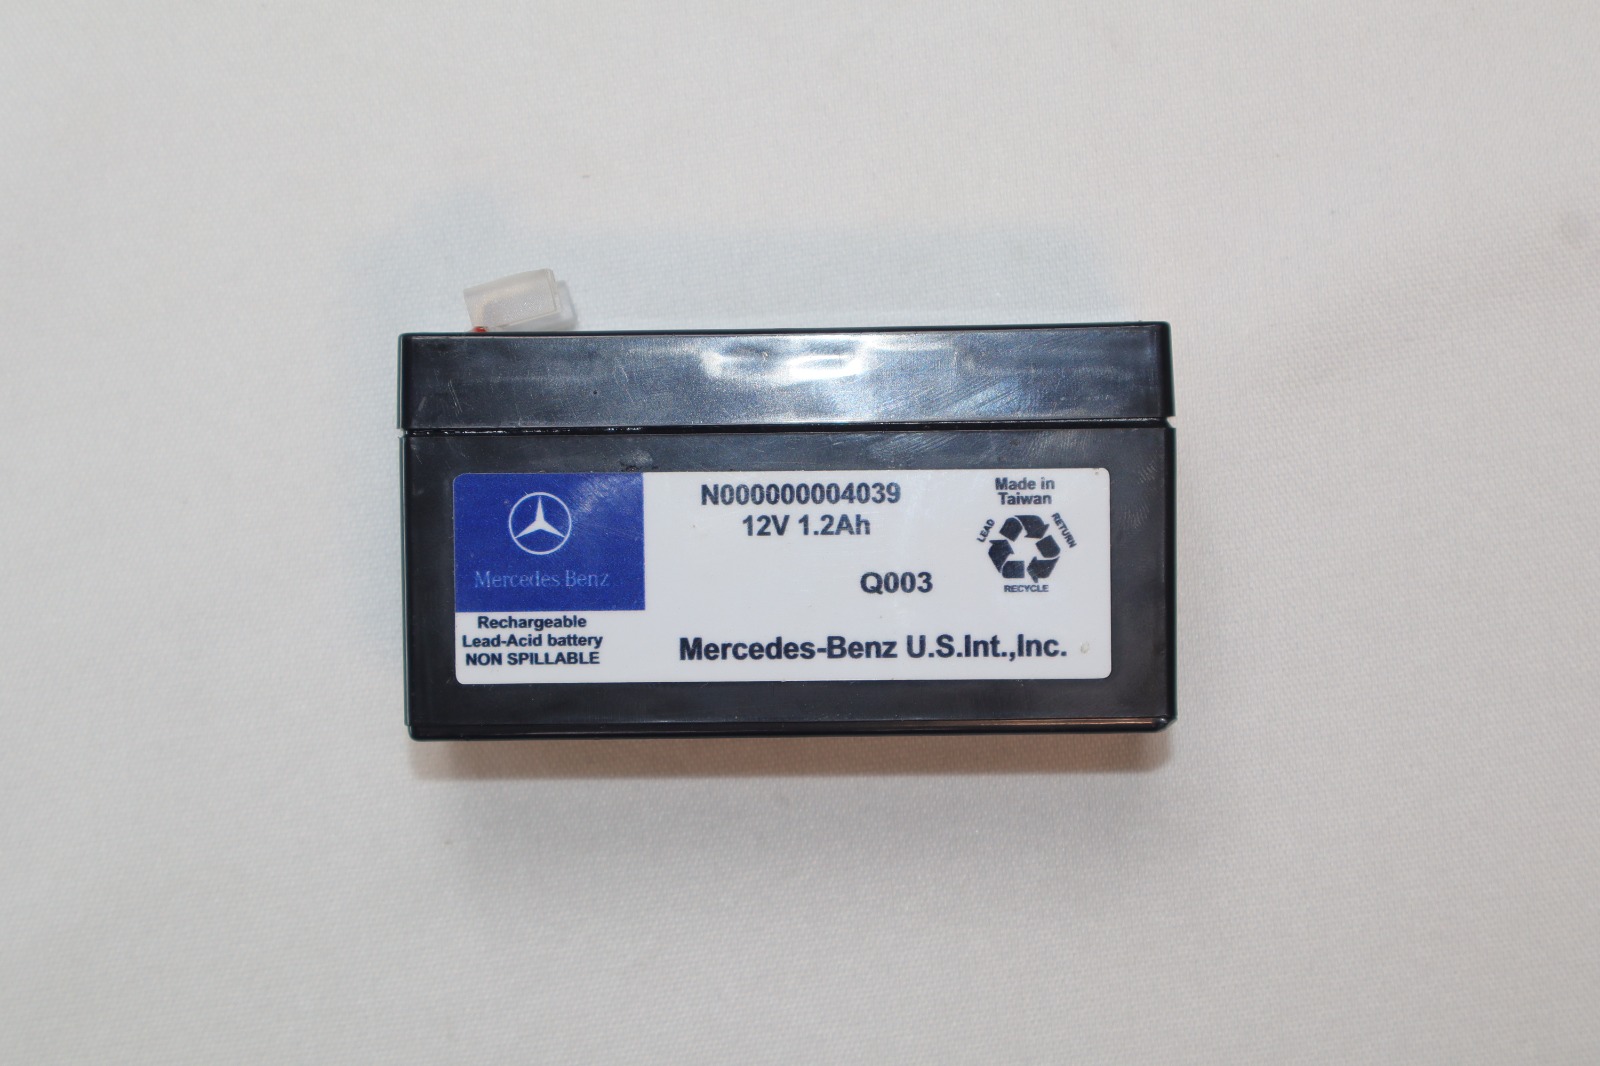 N000000004039
12V 1.2Ah
Made in
Taiwan
LEAD
RETURN
RECYCLE
Q003
Mercedes Benz
Rechargeable
Lead-Acid battery
NON SPILLABLE
Mercedes-Benz U.S.Int.,Inc.